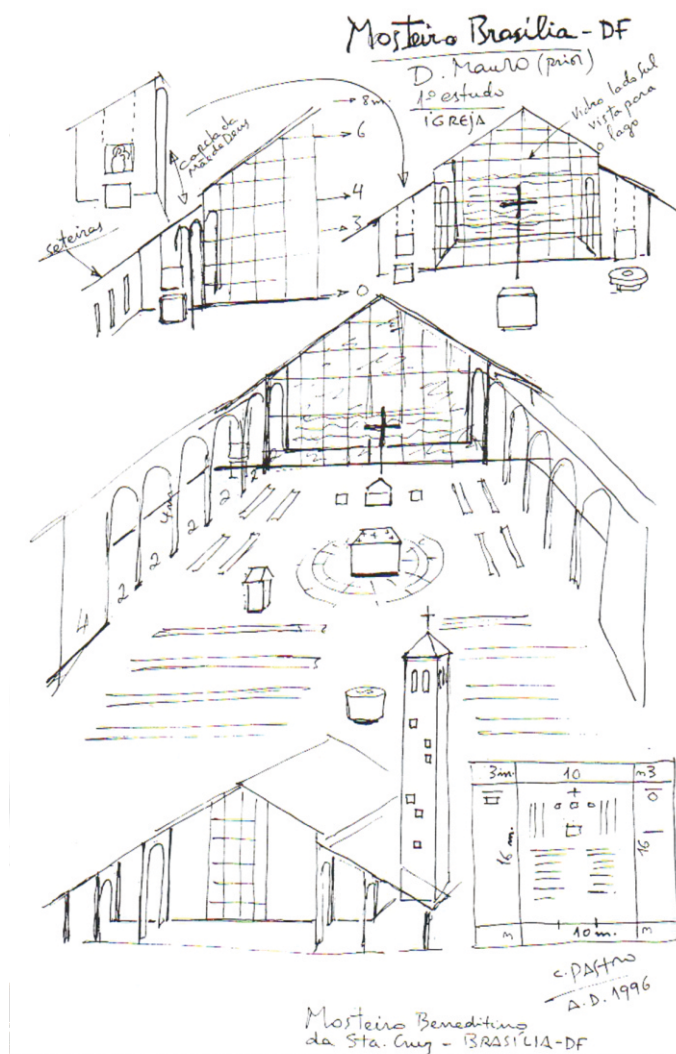 Mosteiro Brasília - DF
D. Mauro (prior)
1º estudo
IGREJA
capela da
Mãe de Deus
8 m.
6
4
3
0
seteiras
vidro lado sul
vista para
o lago
4
2
2
4m
2
2
2
3m. 10 m3
16 m. 16
m 10 m. m
C. PASTRO
A.D. 1996
Mosteiro Beneditino
da Sta. Cruz - BRASÍLIA-DF